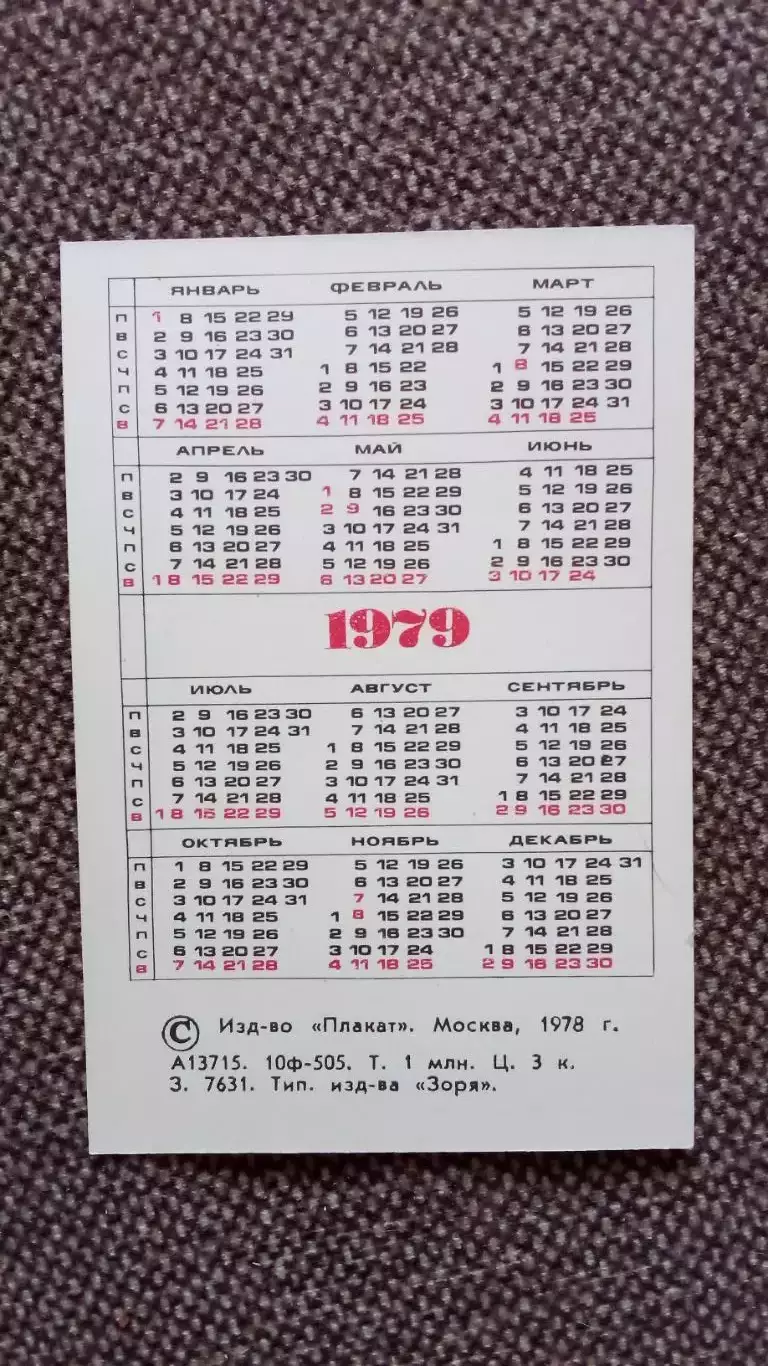 ЯНВАРЬ ФЕВРАЛЬ МАРТ
П 1 8 15 22 29 5 12 19 26 5 12 19 26
В 2 9 16 23 30 6 13 20 27 6 13 20 27
С 3 10 17 24 31 7 14 21 28 7 14 21 28
Ч 4 11 18 25 1 8 15 22 1 8 15 22 29
П 5 12 19 26 2 9 16 23 2 9 16 23 30
С 6 13 20 27 3 10 17 24 3 10 17 24 31
В 7 14 21 28 4 11 18 25 4 11 18 25
АПРЕЛЬ МАЙ ИЮНЬ
П 2 9 16 23 30 7 14 21 28 4 11 18 25
В 3 10 17 24 1 8 15 22 29 5 12 19 26
С 4 11 18 25 2 9 16 23 30 6 13 20 27
Ч 5 12 19 26 3 10 17 24 31 7 14 21 28
П 6 13 20 27 4 11 18 25 1 8 15 22 29
С 7 14 21 28 5 12 19 26 2 9 16 23 30
В 1 8 15 22 29 6 13 20 27 3 10 17 24
1979
ИЮЛЬ АВГУСТ СЕНТЯБРЬ
П 2 9 16 23 30 6 13 20 27 3 10 17 24
В 3 10 17 24 31 7 14 21 28 4 11 18 25
С 4 11 18 25 1 8 15 22 29 5 12 19 26
Ч 5 12 19 26 2 9 16 23 30 6 13 20 27
П 6 13 20 27 3 10 17 24 31 7 14 21 28
С 7 14 21 28 4 11 18 25 1 8 15 22 29
В 1 8 15 22 29 5 12 19 26 2 9 16 23 30
ОКТЯБРЬ НОЯБРЬ ДЕКАБРЬ
П 1 8 15 22 29 5 12 19 26 3 10 17 24 31
В 2 9 16 23 30 6 13 20 27 4 11 18 25
С 3 10 17 24 31 7 14 21 28 5 12 19 26
Ч 4 11 18 25 1 8 15 22 29 6 13 20 27
П 5 12 19 26 2 9 16 23 30 7 14 21 28
С 6 13 20 27 3 10 17 24 1 8 15 22 29
В 7 14 21 28 4 11 18 25 2 9 16 23 30
© Изд-во «Плакат». Москва, 1978 г.
А13715. 10ф-505. Т. 1 млн. Ц. 3 к.
З. 7631. Тип. изд-ва «Зоря».